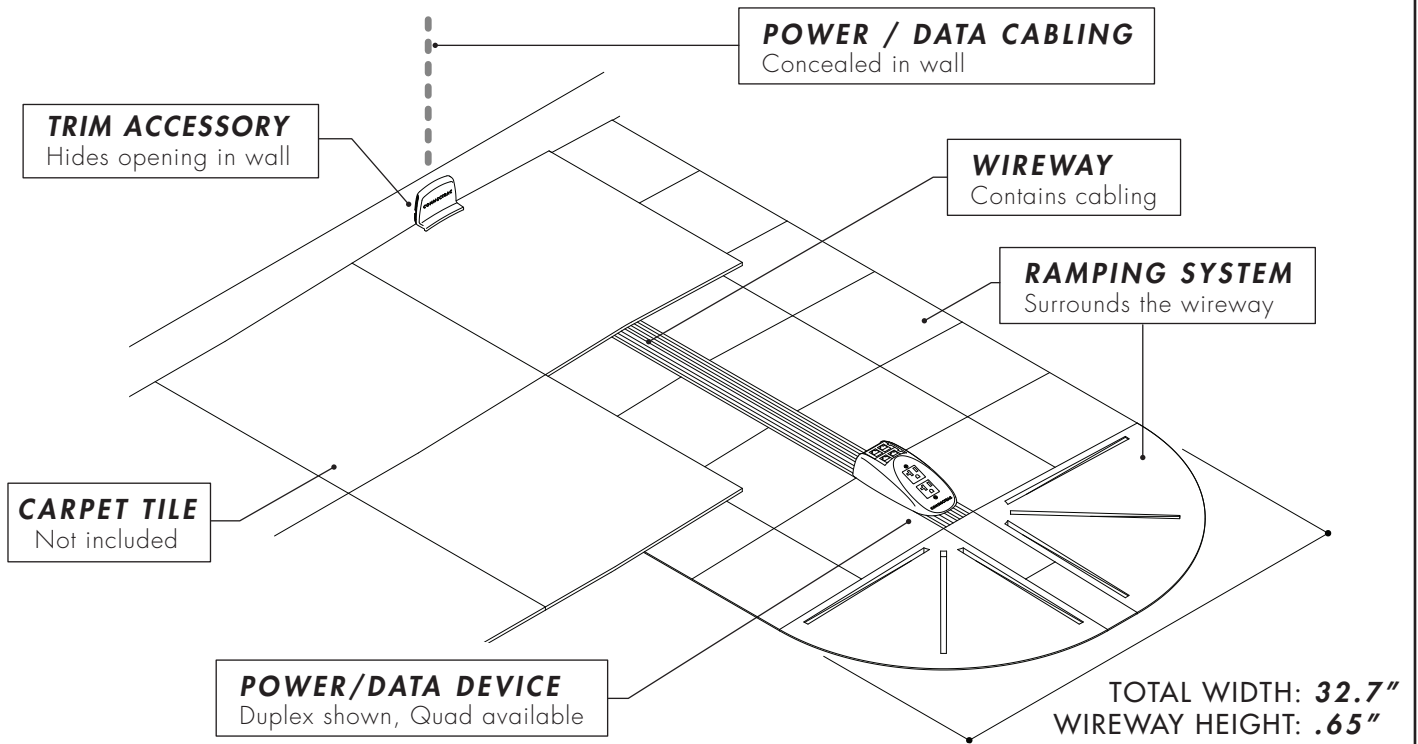 POWER / DATA CABLING
Concealed in wall
TRIM ACCESSORY
Hides opening in wall
WIREWAY
Contains cabling
RAMPING SYSTEM
Surrounds the wireway
CARPET TILE
Not included
POWER/DATA DEVICE
Duplex shown, Quad available
TOTAL WIDTH: 32.7"
WIREWAY HEIGHT: .65"